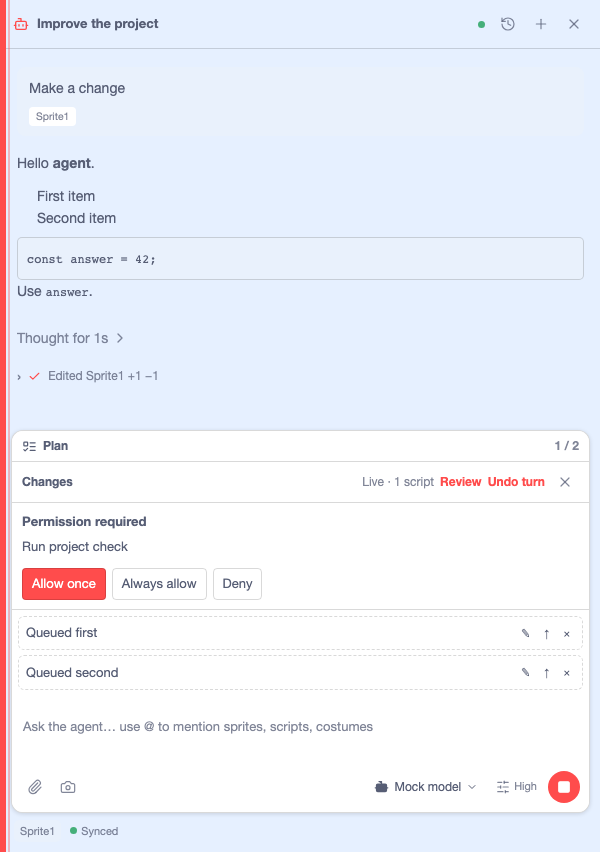 Improve the project
Make a change
Sprite1
Hello agent.
First item
Second item
const answer = 42;
Use answer.
Thought for 1s
Edited Sprite1 +1 −1
Plan
1 / 2
Changes
Live · 1 script Review Undo turn
Permission required
Run project check
Allow once Always allow Deny
Queued first
Queued second
Ask the agent… use @ to mention sprites, scripts, costumes
Mock model
High
Sprite1
Synced